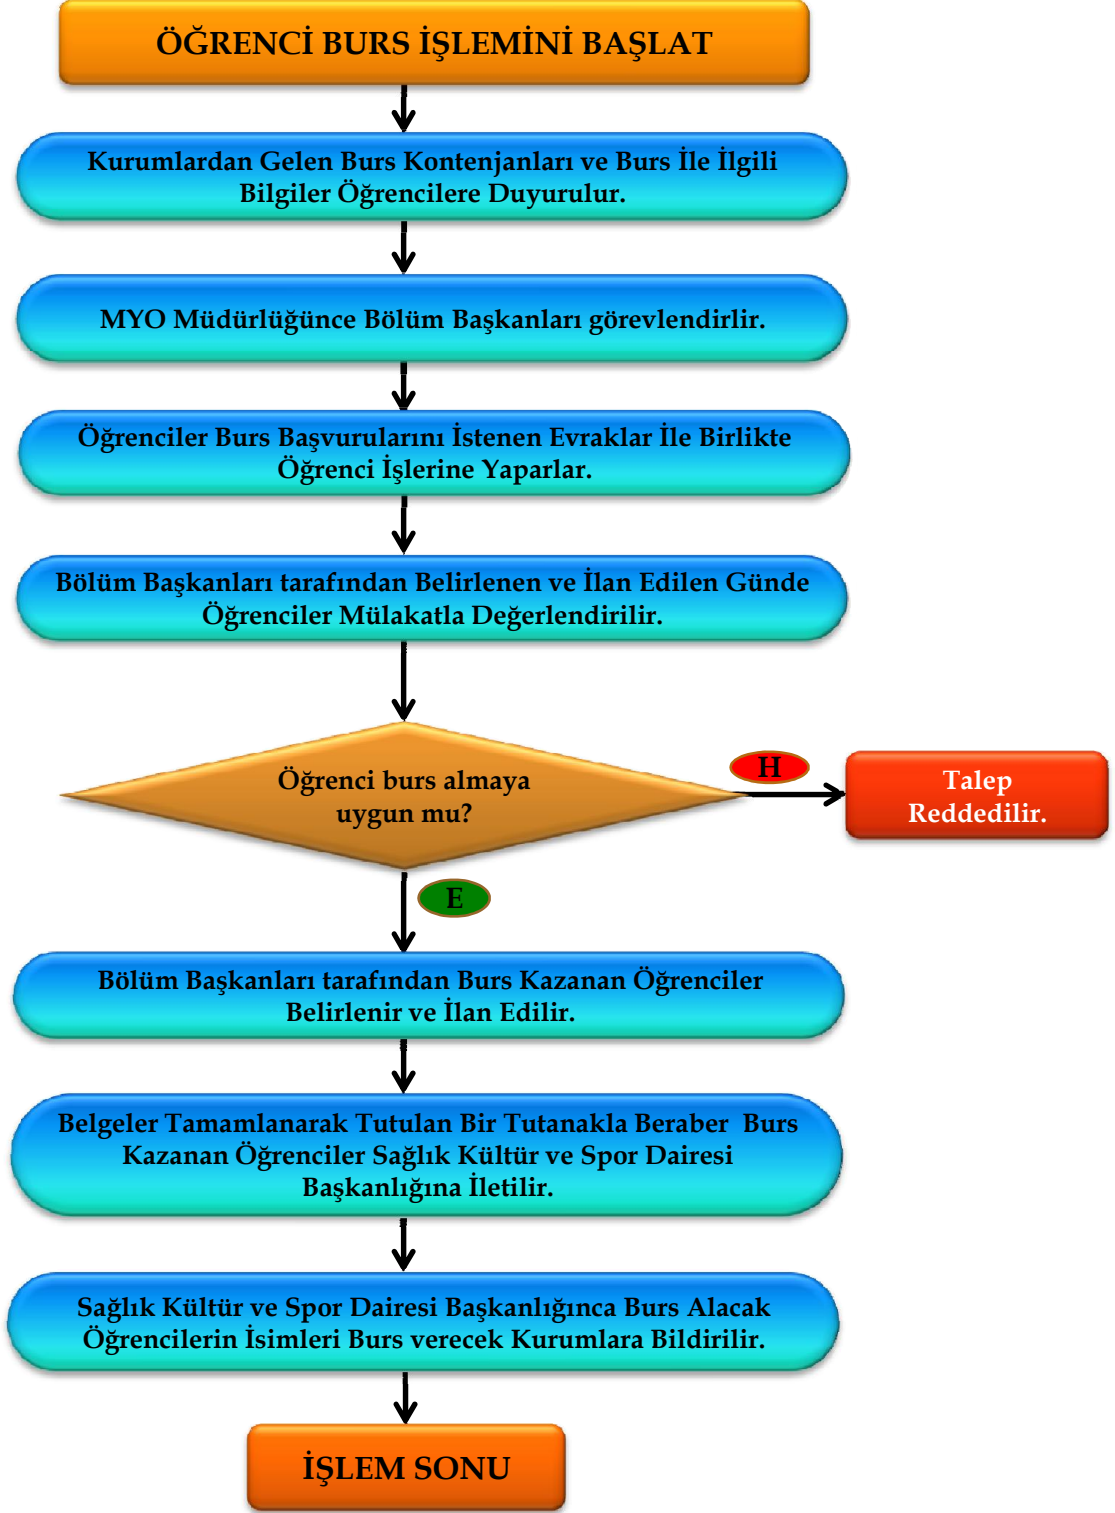 ÖĞRENCİ BURS İŞLEMİNİ BAŞLAT
Kurumlardan Gelen Burs Kontenjanları ve Burs İle İlgili
Bilgiler Öğrencilere Duyurulur.
MYO Müdürlüğünce Bölüm Başkanları görevlendirlir.
Öğrenciler Burs Başvurularını İstenen Evraklar İle Birlikte
Öğrenci İşlerine Yaparlar.
Bölüm Başkanları tarafından Belirlenen ve İlan Edilen Günde
Öğrenciler Mülakatla Değerlendirilir.
Öğrenci burs almaya
uygun mu?
H
Talep
Reddedilir.
E
Bölüm Başkanları tarafından Burs Kazanan Öğrenciler
Belirlenir ve İlan Edilir.
Belgeler Tamamlanarak Tutulan Bir Tutanakla Beraber  Burs
Kazanan Öğrenciler Sağlık Kültür ve Spor Dairesi
Başkanlığına İletilir.
Sağlık Kültür ve Spor Dairesi Başkanlığınca Burs Alacak
Öğrencilerin İsimleri Burs verecek Kurumlara Bildirilir.
İŞLEM SONU